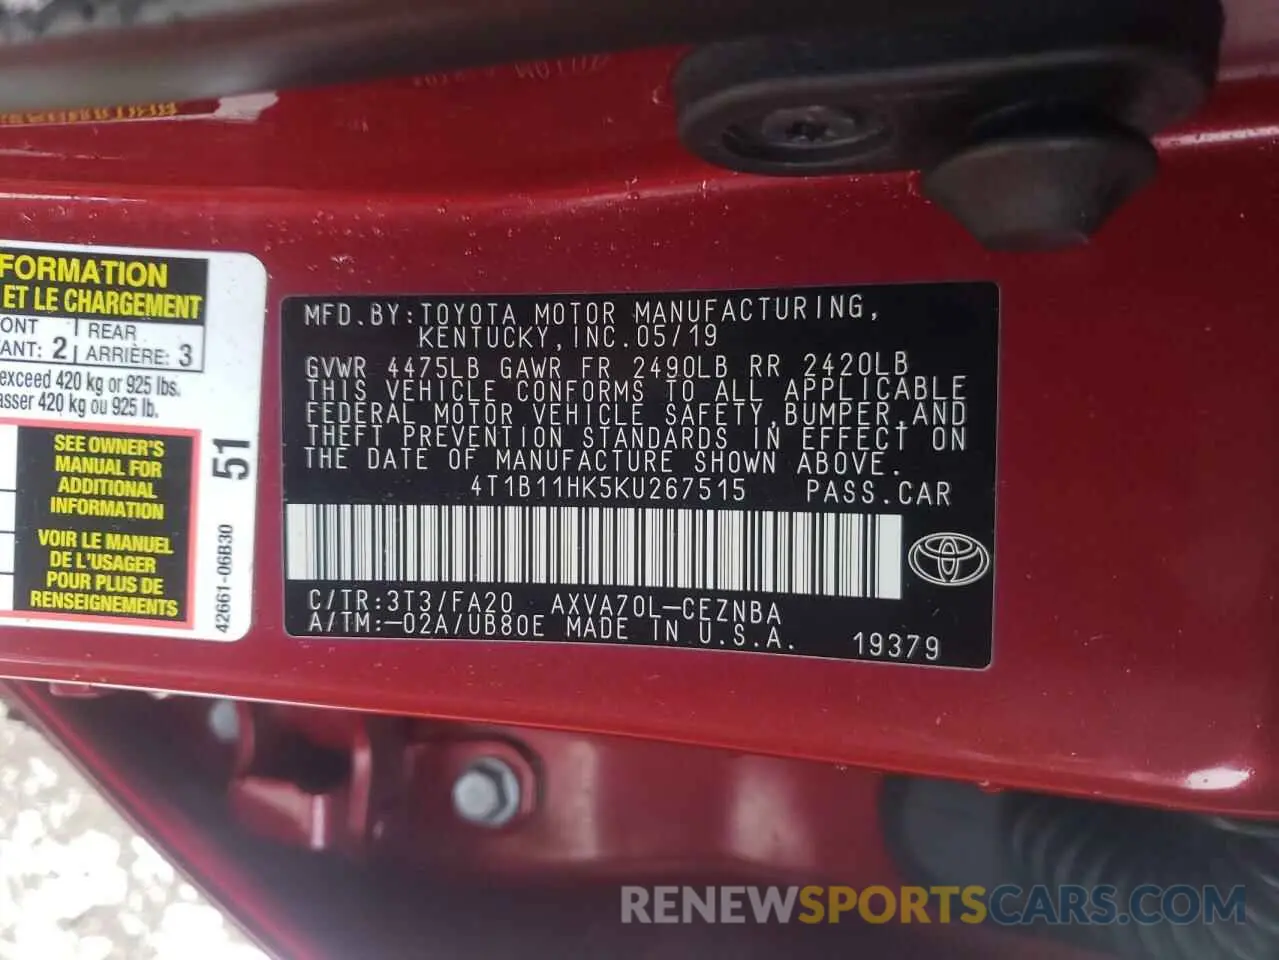 FORMATION
ET LE CHARGEMENT
ONT REAR
ANT: 2 ARRIÈRE: 3
exceed 420 kg or 925 lbs.
asser 420 kg ou 925 lb.
SEE OWNER'S
MANUAL FOR
ADDITIONAL
INFORMATION
VOIR LE MANUEL
DE L'USAGER
POUR PLUS DE
RENSEIGNEMENTS
51
42661-06B30
MFD.BY:TOYOTA MOTOR MANUFACTURING,
KENTUCKY,INC.05/19
GVWR 4475LB GAWR FR 2490LB RR 2420LB
THIS VEHICLE CONFORMS TO ALL APPLICABLE
FEDERAL MOTOR VEHICLE SAFETY,BUMPER,AND
THEFT PREVENTION STANDARDS IN EFFECT ON
THE DATE OF MANUFACTURE SHOWN ABOVE.
4T1B11HK5KU267515 PASS.CAR
C/TR:3T3/FA20 AXVA70L-CEZNBA
A/TM:-02A/UB80E MADE IN U.S.A. 19379
RENEWSPORTSCARS.COM